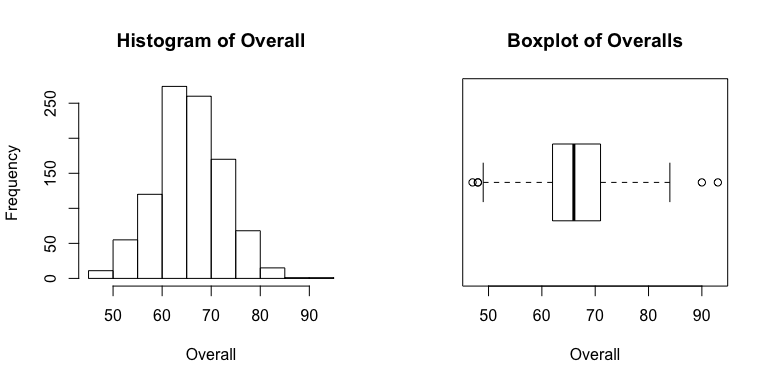 Histogram of Overall
Frequency
250
150
50
0
50 60 70 80 90
Overall
Boxplot of Overalls
50 60 70 80 90
Overall